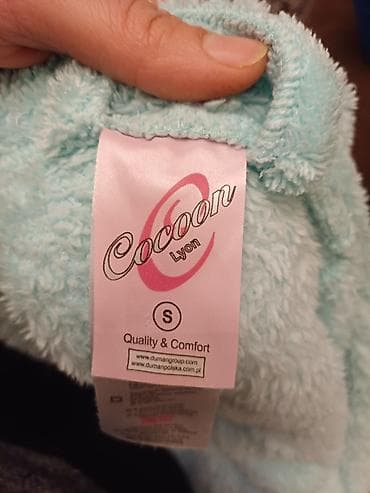 Cocoon
Lyon
S
Quality & Comfort
www.dumangroup.com
www.dumanpolska.com.pl